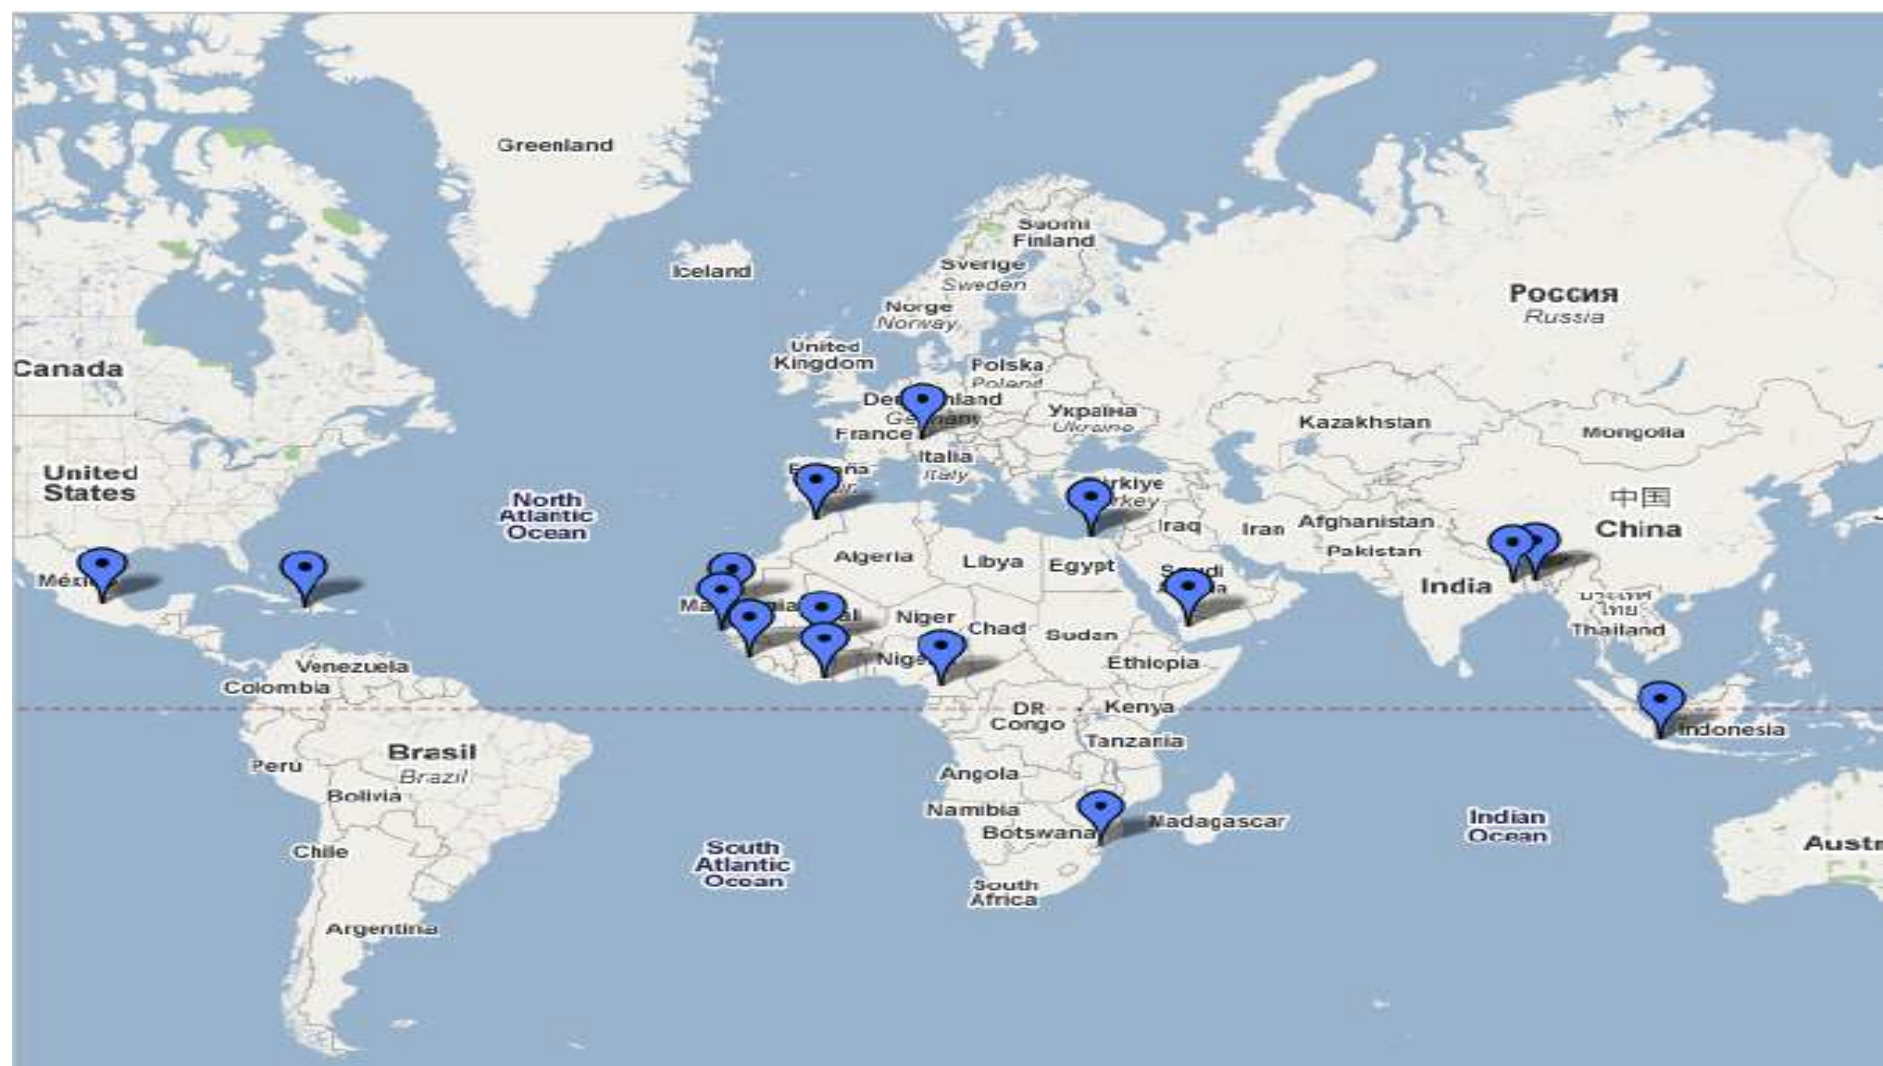 Greenland
Suomi
Finland
Iceland
Sverige
Sweden
Norge
Norway
Россия
Russia
United
Kingdom
Polska
Poland
Canada
Україна
Ukraine
France
Kazakhstan
Mongolia
Italia
Italy
United
States
North
Atlantic
Ocean
中国
China
Iraq
Iran
Afghanistan
Pakistan
Algeria
Libya
Egypt
India
Niger
Chad
Sudan
Thailand
Venezuela
Colombia
Ethiopia
DR
Congo
Kenya
Tanzania
Indonesia
Brasil
Brazil
Perú
Bolivia
Angola
Namibia
Botswana
Madagascar
Indian
Ocean
Chile
South
Atlantic
Ocean
Austr
South
Africa
Argentina